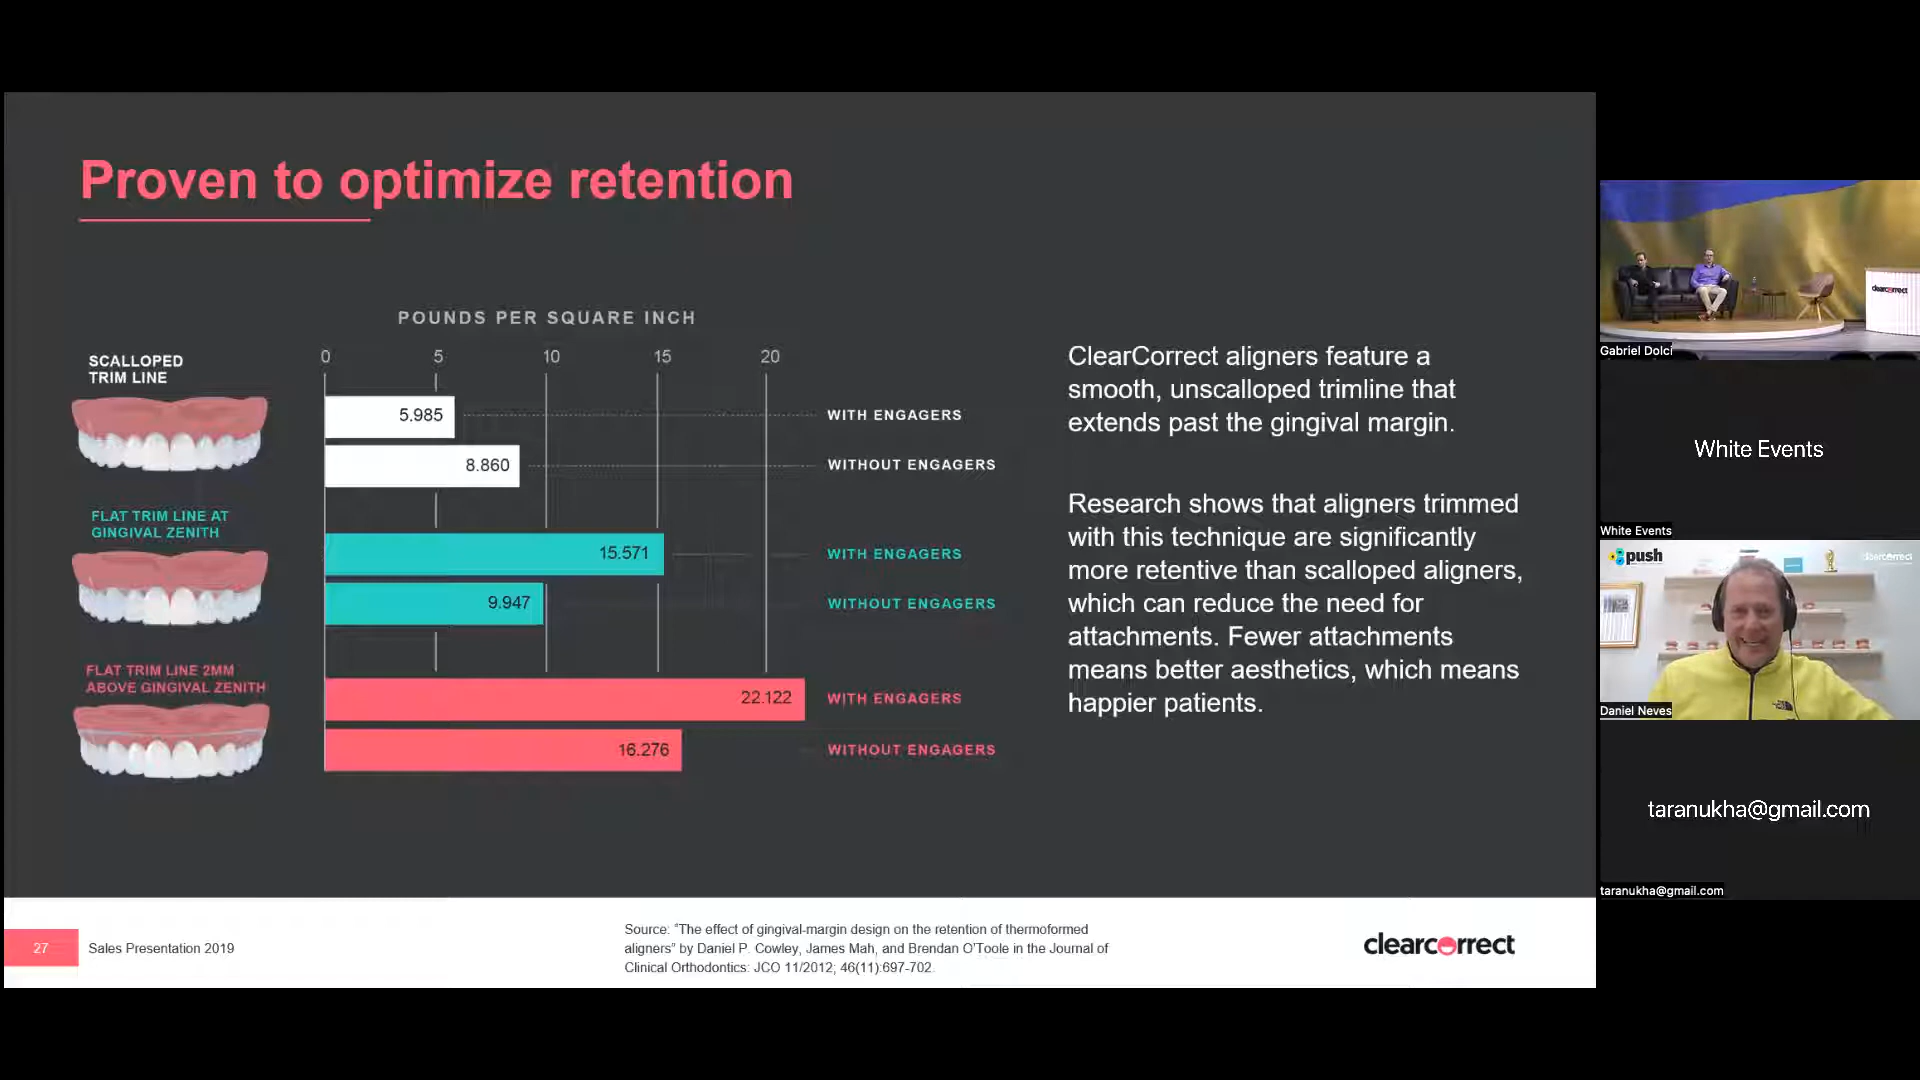 Proven to optimize retention
POUNDS PER SQUARE INCH
0 5 10 15 20
SCALLOPED
TRIM LINE
5.985
WITH ENGAGERS
8.860
WITHOUT ENGAGERS
FLAT TRIM LINE AT
GINGIVAL ZENITH
15.571
WITH ENGAGERS
9.947
WITHOUT ENGAGERS
FLAT TRIM LINE 2MM
ABOVE GINGIVAL ZENITH
22.122
WITH ENGAGERS
16.276
WITHOUT ENGAGERS
ClearCorrect aligners feature a
smooth, unscalloped trimline that
extends past the gingival margin.
Research shows that aligners trimmed
with this technique are significantly
more retentive than scalloped aligners,
which can reduce the need for
attachments. Fewer attachments
means better aesthetics, which means
happier patients.
27
Sales Presentation 2019
Source: “The effect of gingival-margin design on the retention of thermoformed
aligners” by Daniel P. Cowley, James Mah, and Brendan O’Toole in the Journal of
Clinical Orthodontics: JCO 11/2012; 46(11):697-702.
clearcorrect
clearcorrect
Gabriel Dolci
White Events
White Events
push
clearcorrect
Daniel Neves
taranukha@gmail.com
taranukha@gmail.com